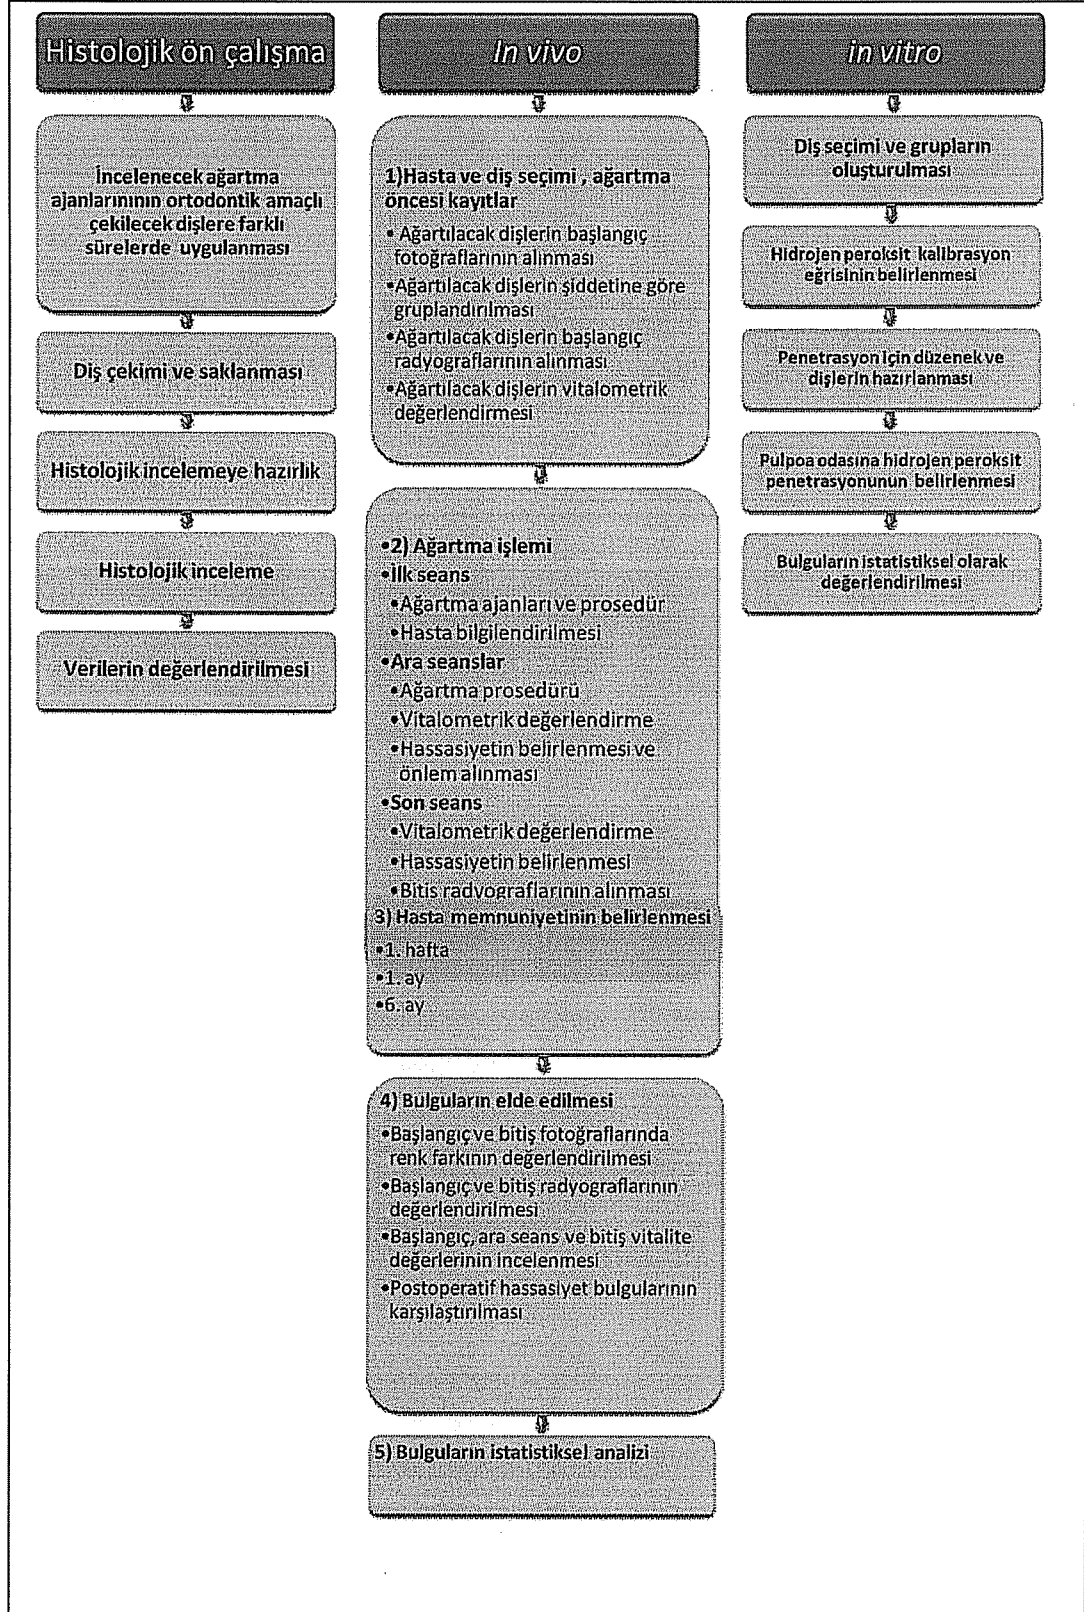 Histolojik ön çalışma
İncelenecek ağartma
ajanlarınının ortodontik amaçlı
çekilecek dişlere farklı
sürelerde uygulanması
Diş çekimi ve saklanması
Histolojik incelemeye hazırlık
Histolojik inceleme
Verilerin değerlendirilmesi
In vivo
1)Hasta ve diş seçimi , ağartma
öncesi kayıtlar
• Ağartılacak dişlerin başlangıç
fotoğraflarının alınması
•Ağartılacak dişlerin şiddetine göre
gruplandırılması
•Ağartılacak dişlerin başlangıç
radyograflarının alınması
•Ağartılacak dişlerin vitalometrik
değerlendirmesi
•2) Ağartma işlemi
•İlk seans
•Ağartma ajanları ve prosedür
•Hasta bilgilendirilmesi
•Ara seanslar
•Ağartma prosedürü
•Vitalometrik değerlendirme
•Hassasiyetin belirlenmesi ve
önlem alınması
•Son seans
•Vitalometrik değerlendirme
•Hassasiyetin belirlenmesi
•Bitiş radyograflarının alınması
3) Hasta memnuniyetinin belirlenmesi
•1. hafta
•1. ay
•6. ay
4) Bulguların elde edilmesi
•Başlangıç ve bitiş fotoğraflarında
renk farkının değerlendirilmesi
•Başlangıç ve bitiş radyograflarının
değerlendirilmesi
•Başlangıç, ara seans ve bitiş vitalite
değerlerinin incelenmesi
•Postoperatif hassasiyet bulgularının
karşılaştırılması
5) Bulguların istatistiksel analizi
in vitro
Diş seçimi ve grupların
oluşturulması
Hidrojen peroksit kalibrasyon
eğrisinin belirlenmesi
Penetrasyon için düzenek ve
dişlerin hazırlanması
Pulpoa odasına hidrojen peroksit
penetrasyonunun belirlenmesi
Bulguların istatistiksel olarak
değerlendirilmesi